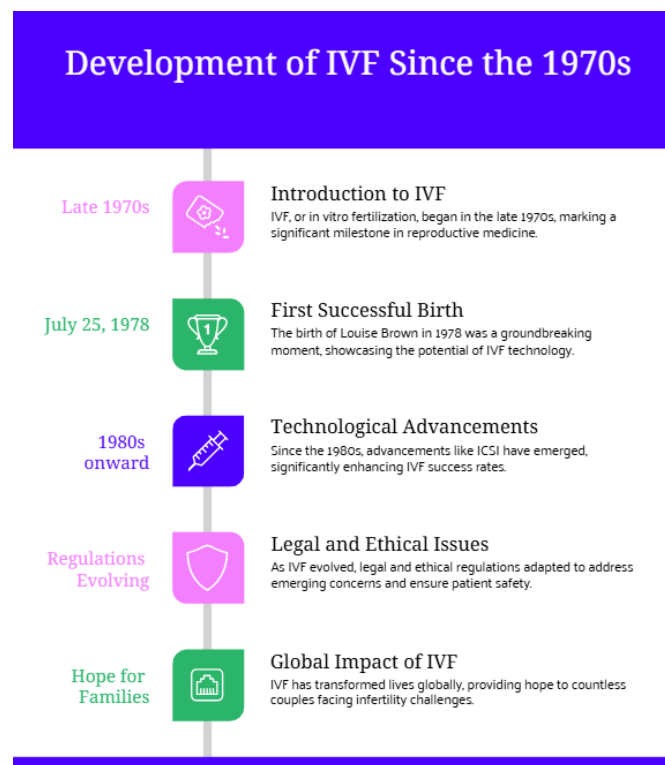 Development of IVF Since the 1970s
Late 1970s
Introduction to IVF
IVF, or in vitro fertilization, began in the late 1970s, marking a
significant milestone in reproductive medicine.
July 25, 1978
First Successful Birth
The birth of Louise Brown in 1978 was a groundbreaking
moment, showcasing the potential of IVF technology.
1980s
onward
Technological Advancements
Since the 1980s, advancements like ICSI have emerged,
significantly enhancing IVF success rates.
Regulations
Evolving
Legal and Ethical Issues
As IVF evolved, legal and ethical regulations adapted to address
emerging concerns and ensure patient safety.
Hope for
Families
Global Impact of IVF
IVF has transformed lives globally, providing hope to countless
couples facing infertility challenges.
1